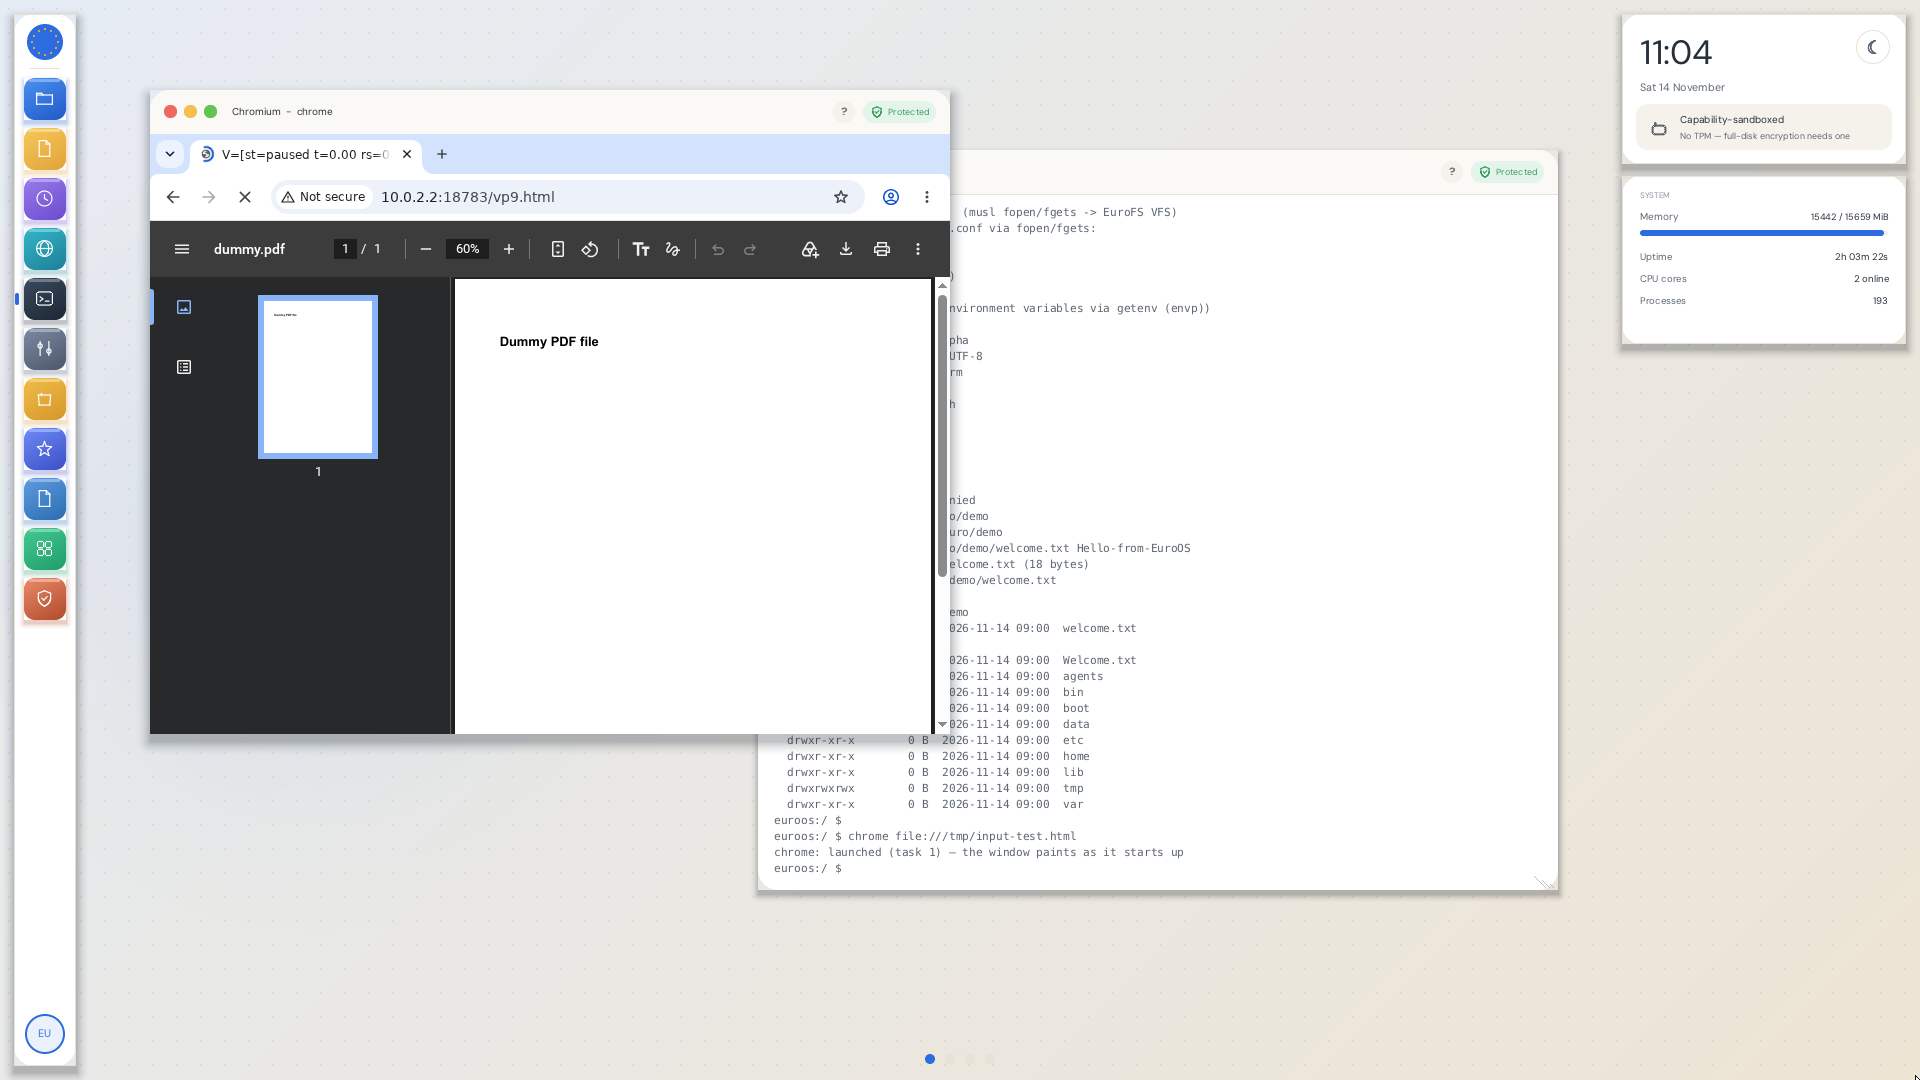 Chromium - chrome
?
Protected
V=[st=paused t=0.00 rs=0
Not secure
10.0.2.2:18783/vp9.html
dummy.pdf
1 / 1
60%
Dummy PDF file
1
Dummy PDF file
?
Protected
(musl fopen/fgets -> EuroFS VFS)
.conf via fopen/fgets:
)
nvironment variables via getenv (envp))
pha
UTF-8
rm
h
nied
o/demo
uro/demo
o/demo/welcome.txt Hello-from-EuroOS
elcome.txt (18 bytes)
demo/welcome.txt
emo
026-11-14 09:00 welcome.txt
026-11-14 09:00 Welcome.txt
026-11-14 09:00 agents
026-11-14 09:00 bin
026-11-14 09:00 boot
026-11-14 09:00 data
drwxr-xr-x 0 B 2026-11-14 09:00 etc
drwxr-xr-x 0 B 2026-11-14 09:00 home
drwxr-xr-x 0 B 2026-11-14 09:00 lib
drwxrwxrwx 0 B 2026-11-14 09:00 tmp
drwxr-xr-x 0 B 2026-11-14 09:00 var
euroos:/ $
euroos:/ $ chrome file:///tmp/input-test.html
chrome: launched (task 1) — the window paints as it starts up
euroos:/ $
11:04
Sat 14 November
Capability-sandboxed
No TPM — full-disk encryption needs one
SYSTEM
Memory 15442 / 15659 MiB
Uptime 2h 03m 22s
CPU cores 2 online
Processes 193
EU